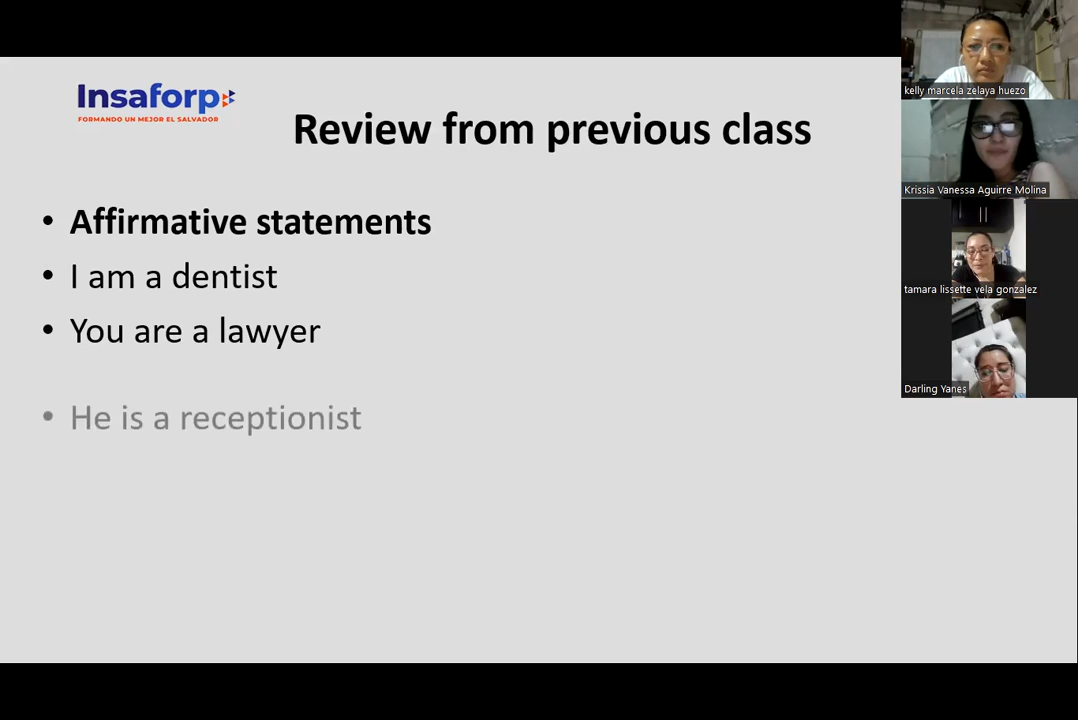 Insaforp
FORMANDO UN MEJOR EL SALVADOR
Review from previous class
• Affirmative statements
• I am a dentist
• You are a lawyer
• He is a receptionist
kelly marcela zelaya huezo
Krissia Vanessa Aguirre Molina
tamara lissette vela gonzalez
Darling Yanes